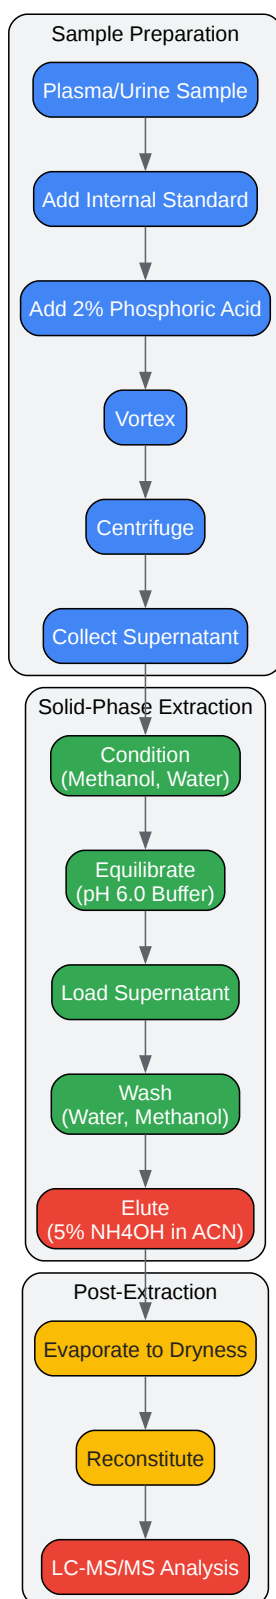 Sample Preparation
Plasma/Urine Sample
Add Internal Standard
Add 2% Phosphoric Acid
Vortex
Centrifuge
Collect Supernatant
Solid-Phase Extraction
Condition
(Methanol, Water)
Equilibrate
(pH 6.0 Buffer)
Load Supernatant
Wash
(Water, Methanol)
Elute
(5% NH4OH in ACN)
Post-Extraction
Evaporate to Dryness
Reconstitute
LC-MS/MS Analysis